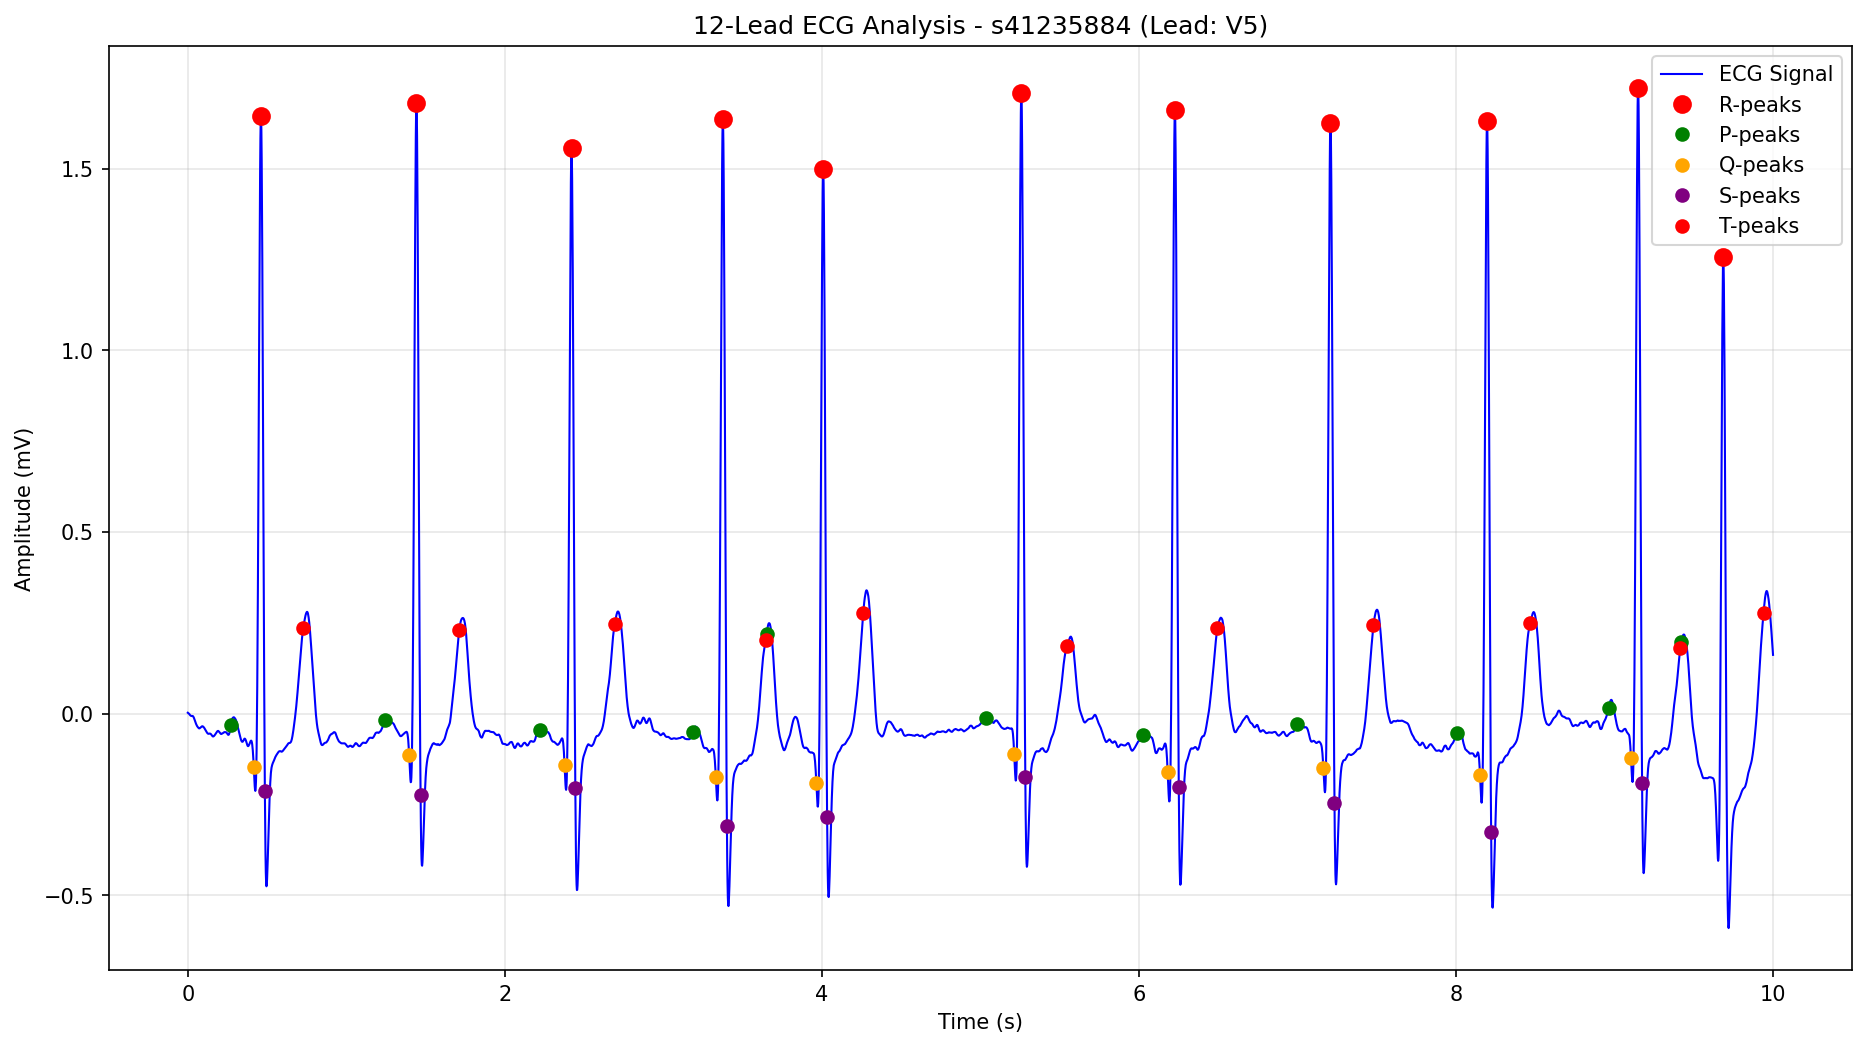 12-Lead ECG Analysis - s41235884 (Lead: V5)
ECG Signal
R-peaks
P-peaks
Q-peaks
S-peaks
T-peaks
Amplitude (mV)
1.5
1.0
0.5
0.0
−0.5
0
2
4
6
8
10
Time (s)